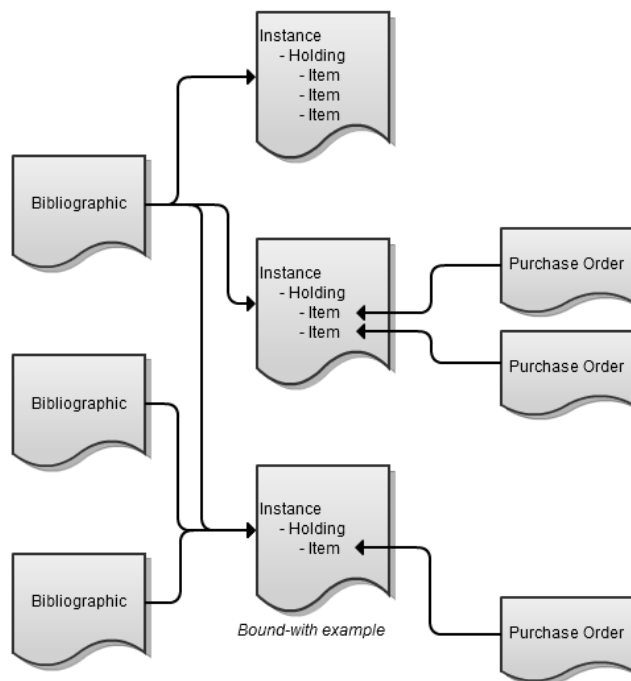 Instance
- Holding
- Item
- Item
- Item
Bibliographic
Instance
- Holding
- Item
- Item
Purchase Order
Purchase Order
Bibliographic
Instance
- Holding
- Item
Bound-with example
Bibliographic
Purchase Order